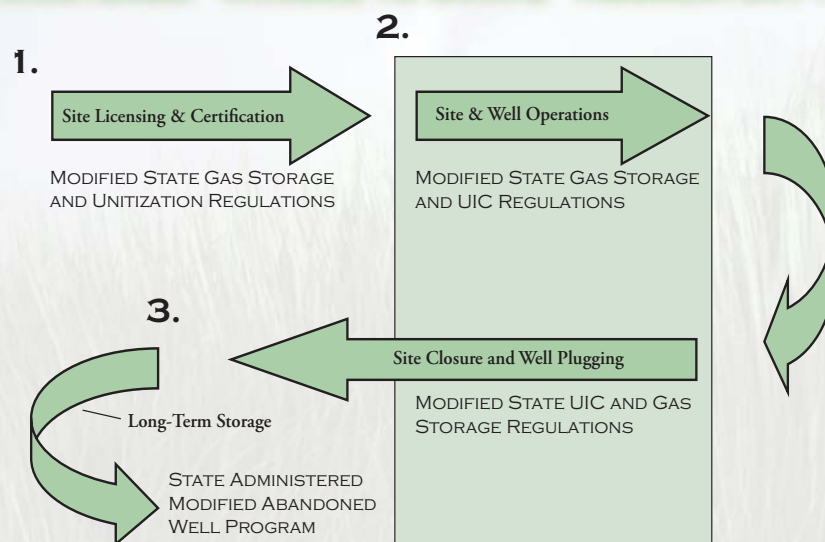 1.
Site Licensing & Certification
MODIFIED STATE GAS STORAGE
AND UNITIZATION REGULATIONS
2.
Site & Well Operations
MODIFIED STATE GAS STORAGE
AND UIC REGULATIONS
Site Closure and Well Plugging
MODIFIED STATE UIC AND GAS
STORAGE REGULATIONS
3.
Long-Term Storage
STATE ADMINISTERED
MODIFIED ABANDONED
WELL PROGRAM